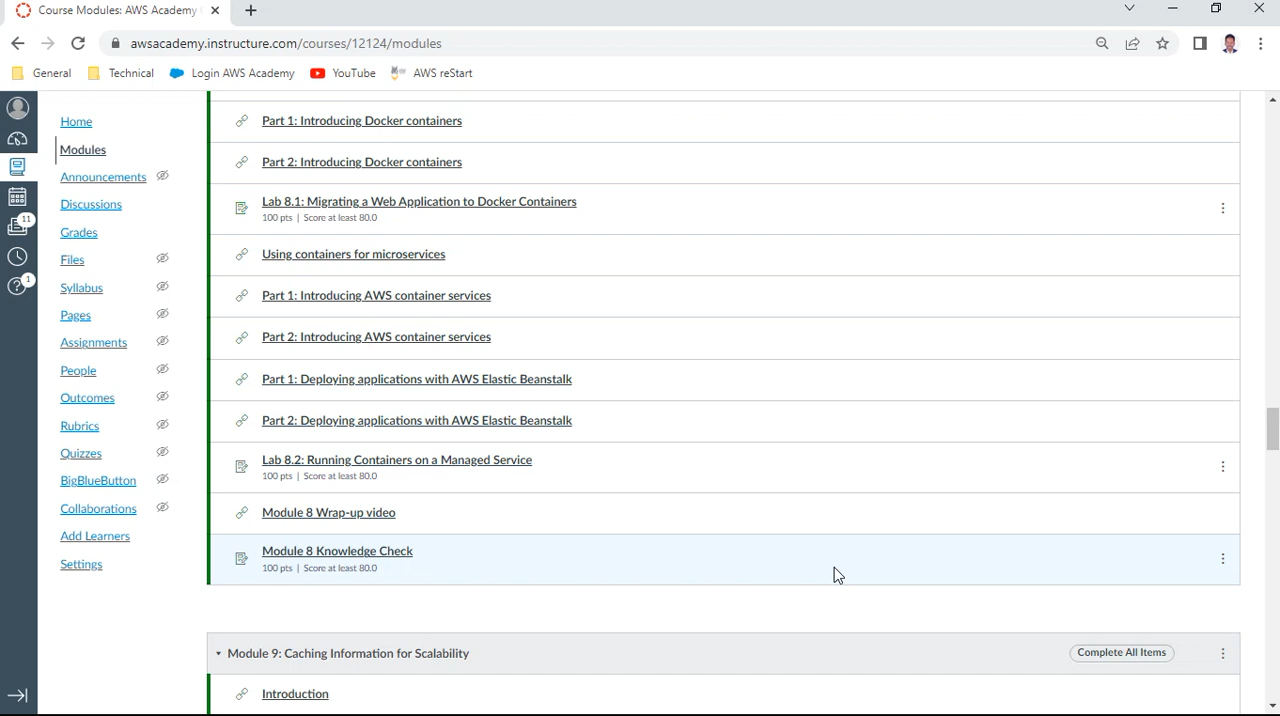 Course Modules: AWS Academy
awsacademy.instructure.com/courses/12124/modules
General
Technical
Login AWS Academy
YouTube
AWS reStart
11
1
Home
Modules
Announcements
Discussions
Grades
Files
Syllabus
Pages
Assignments
People
Outcomes
Rubrics
Quizzes
BigBlueButton
Collaborations
Add Learners
Settings
Part 1: Introducing Docker containers
Part 2: Introducing Docker containers
Lab 8.1: Migrating a Web Application to Docker Containers
100 pts | Score at least 80.0
Using containers for microservices
Part 1: Introducing AWS container services
Part 2: Introducing AWS container services
Part 1: Deploying applications with AWS Elastic Beanstalk
Part 2: Deploying applications with AWS Elastic Beanstalk
Lab 8.2: Running Containers on a Managed Service
100 pts | Score at least 80.0
Module 8 Wrap-up video
Module 8 Knowledge Check
100 pts | Score at least 80.0
Module 9: Caching Information for Scalability
Complete All Items
Introduction